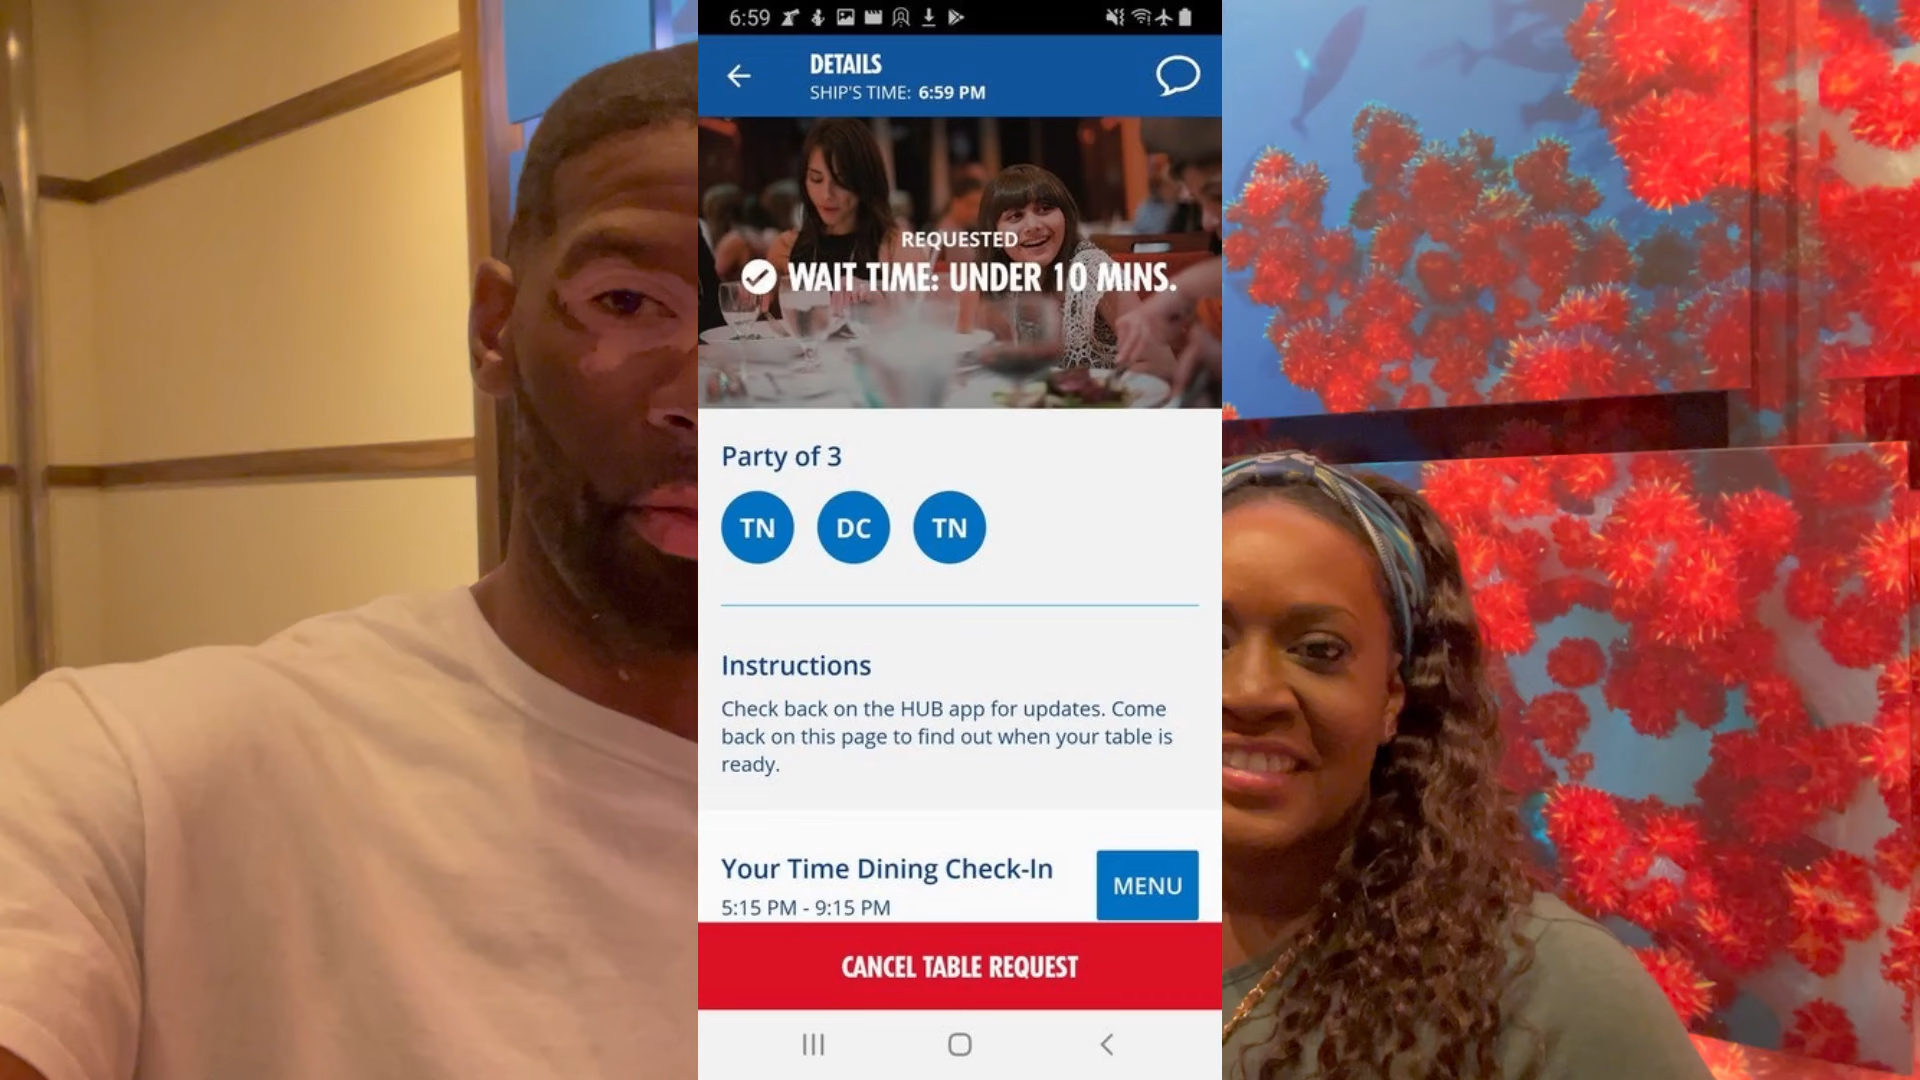 6:59
DETAILS
SHIP'S TIME: 6:59 PM
REQUESTED
WAIT TIME: UNDER 10 MINS.
Party of 3
TN DC TN
Instructions
Check back on the HUB app for updates. Come
back on this page to find out when your table is
ready.
Your Time Dining Check-In
5:15 PM - 9:15 PM
MENU
CANCEL TABLE REQUEST